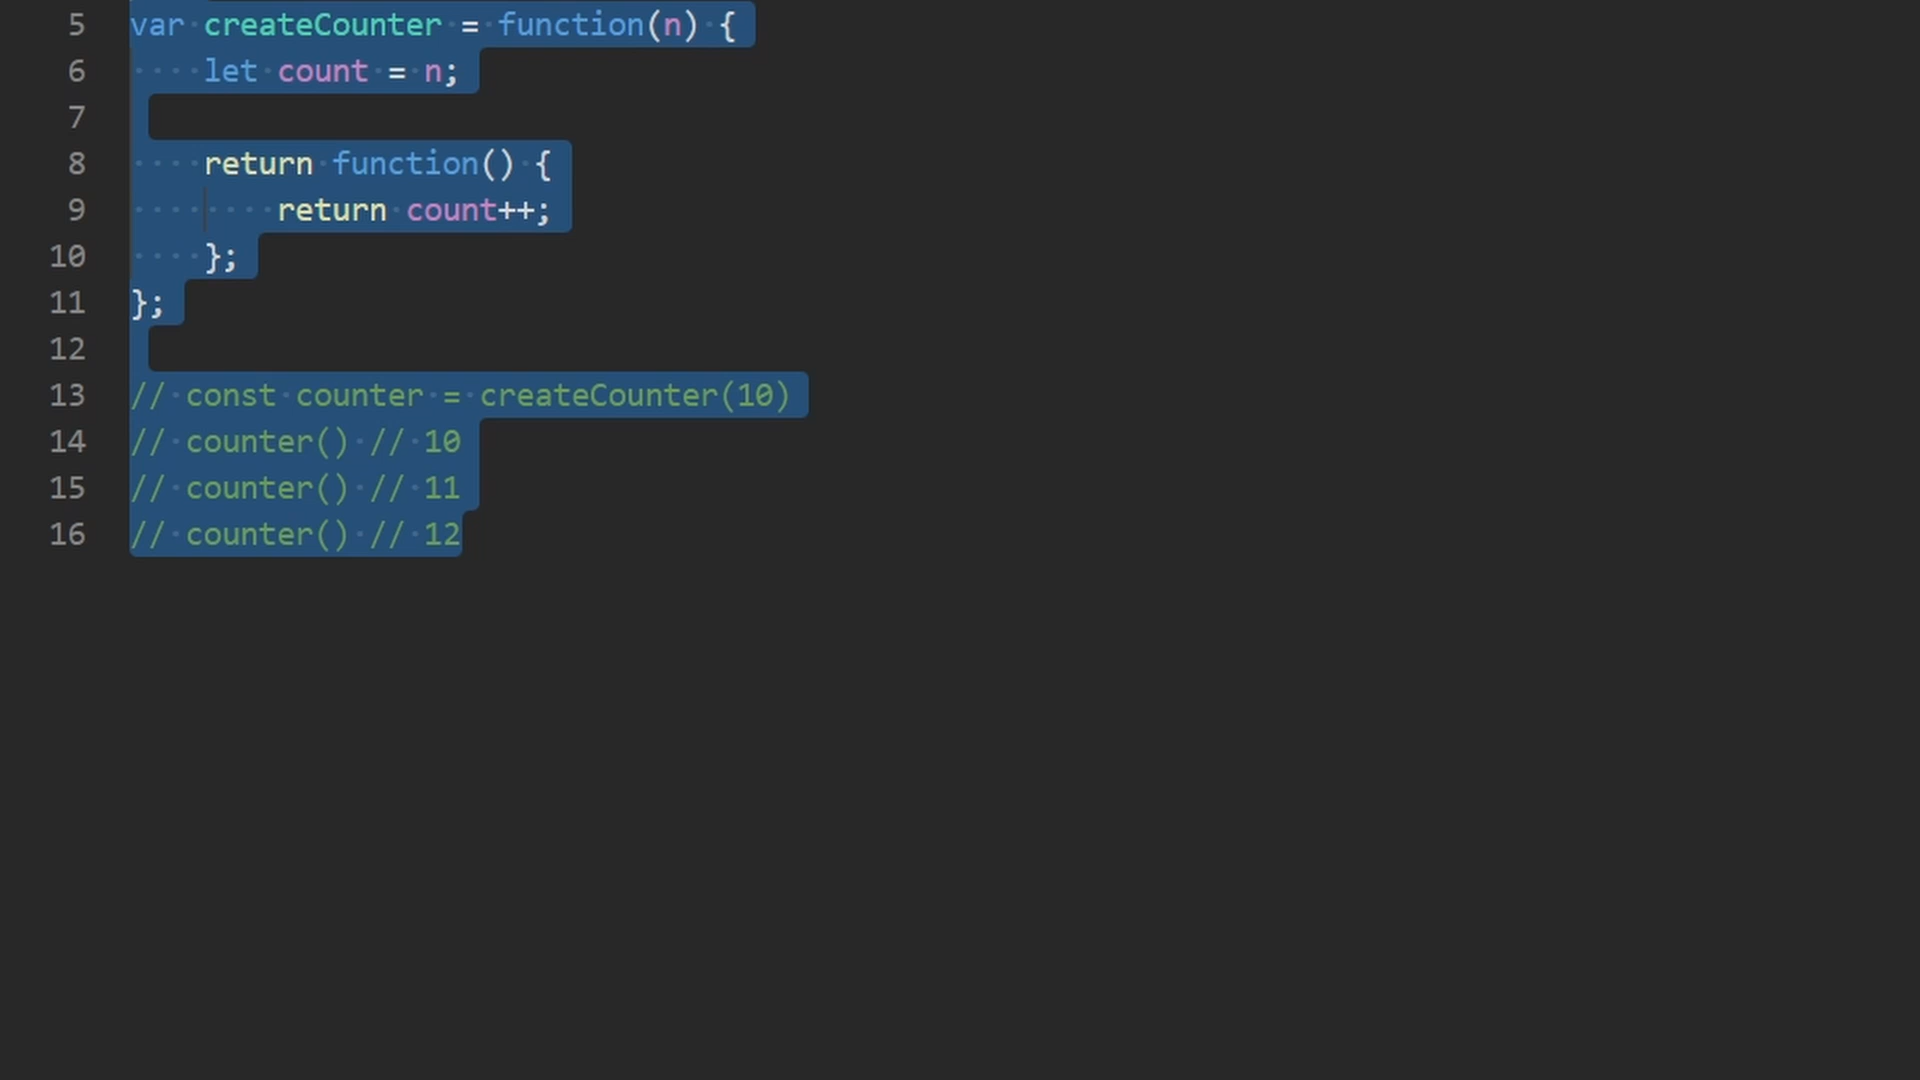 5 var createCounter = function(n) {
6     let count = n;
7
8     return function() {
9         return count++;
10     };
11 };
12
13 // const counter = createCounter(10)
14 // counter() // 10
15 // counter() // 11
16 // counter() // 12